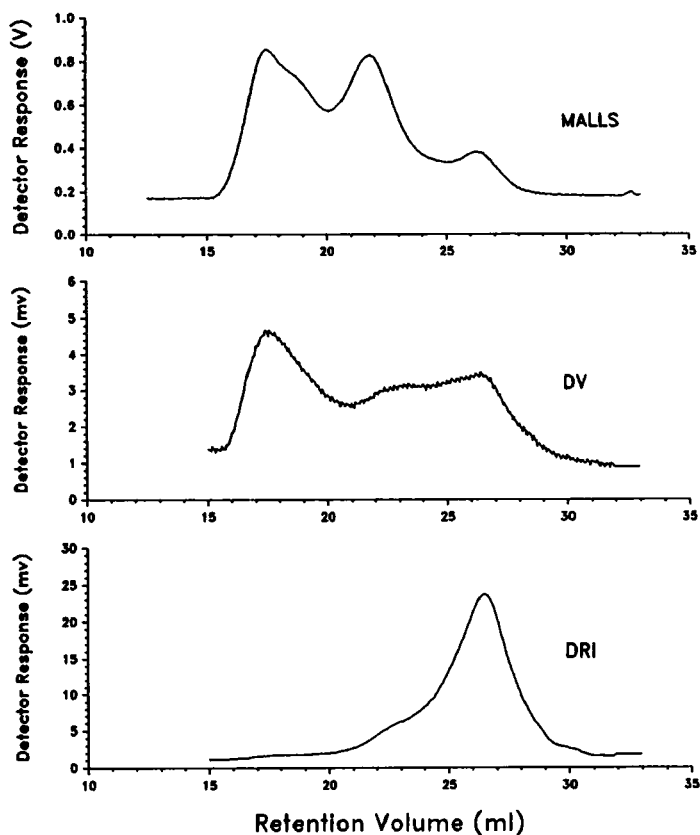 Detector Response (V)
1.0
0.8
0.6
0.4
0.2
0.0
MALLS
10 15 20 25 30 35
Detector Response (mv)
6
5
4
3
2
1
0
DV
10 15 20 25 30 35
Detector Response (mv)
30
25
20
15
10
5
0
DRI
10 15 20 25 30 35
Retention Volume (ml)